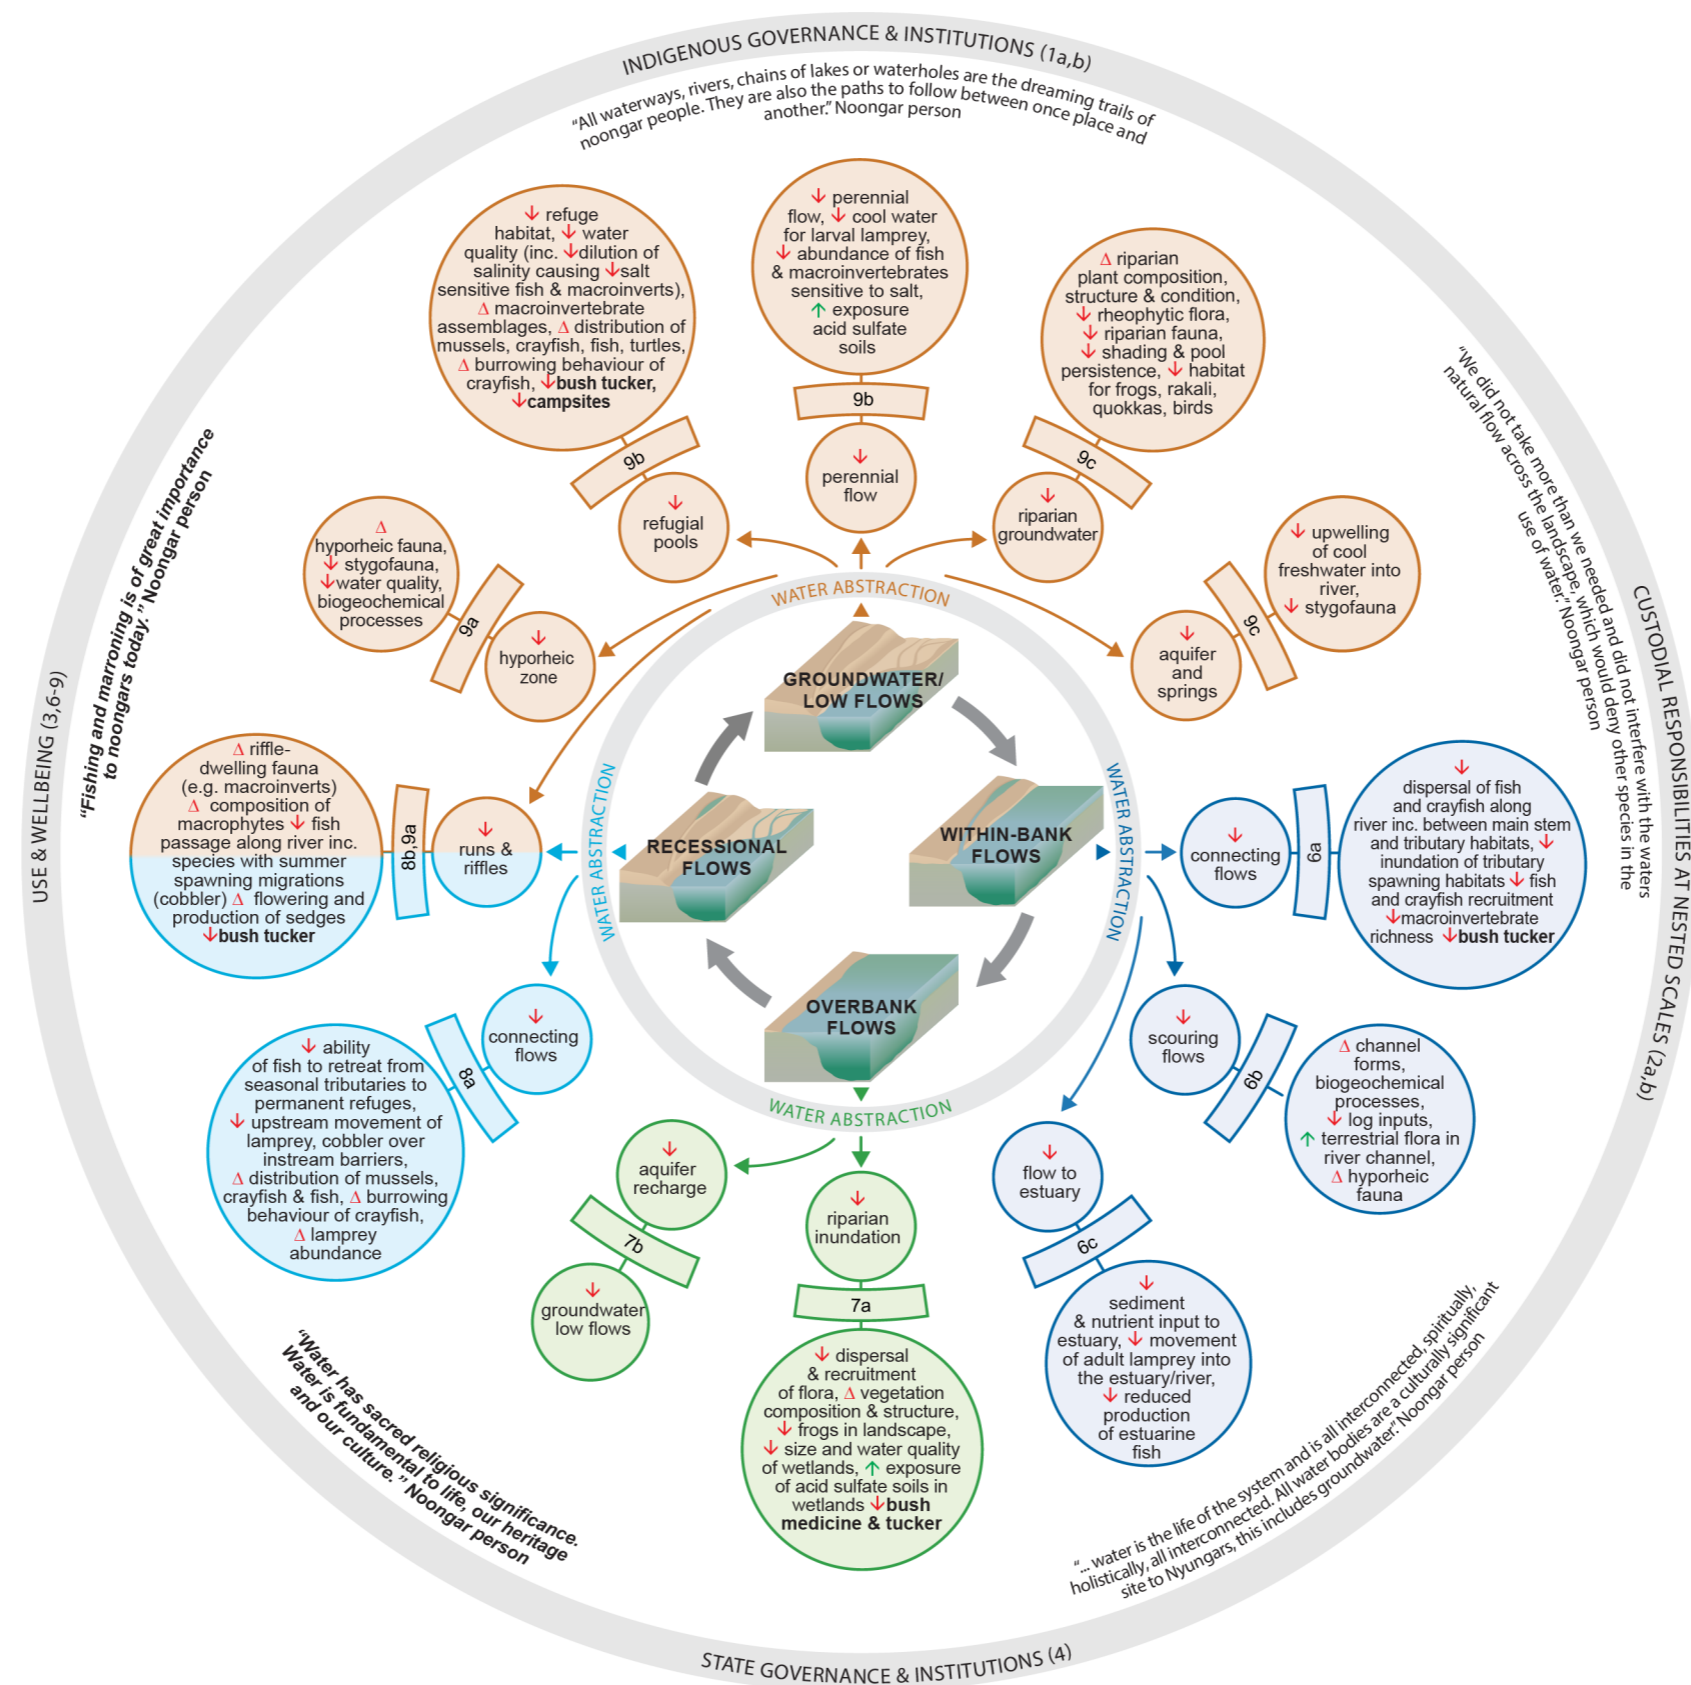 INDIGENOUS GOVERNANCE & INSTITUTIONS (1a,b)
“All waterways, rivers, chains of lakes or waterholes are the dreaming trails of
noongar people. They are also the paths to follow between once place and
another.” Noongar person
CUSTODIAL RESPONSIBILITIES AT NESTED SCALES (2a,b)
“We did not take more than we needed and did not interfere with the waters
natural flow across the landscape, which would deny other species in the
use of water.” Noongar person
“... water is the life of the system and is all interconnected, spiritually,
holistically, all interconnected. All water bodies are a culturally significant
site to Nyungars, this includes groundwater.” Noongar person
STATE GOVERNANCE & INSTITUTIONS (4)
“Water has sacred religious significance.
Water is fundamental to life, our heritage
and our culture.” Noongar person
USE & WELLBEING (3,6-9)
“Fishing and marroning is of great importance
to noongars today.” Noongar person
WATER ABSTRACTION
GROUNDWATER/
LOW FLOWS
WATER ABSTRACTION
WITHIN-BANK
FLOWS
WATER ABSTRACTION
OVERBANK
FLOWS
WATER ABSTRACTION
RECESSIONAL
FLOWS
↓
hyporheic
zone
9a
Δ
hyporheic fauna,
↓ stygofauna,
↓water quality,
biogeochemical
processes
↓
refugial
pools
9b
↓ refuge
habitat, ↓ water
quality (inc. ↓dilution of
salinity causing ↓salt
sensitive fish & macroinverts),
Δ macroinvertebrate
assemblages, Δ distribution of
mussels, crayfish, fish, turtles,
Δ burrowing behaviour of
crayfish, ↓bush tucker,
↓campsites
↓
perennial
flow
9b
↓ perennial
flow, ↓ cool water
for larval lamprey,
↓ abundance of fish
& macroinvertebrates
sensitive to salt,
↑ exposure
acid sulfate
soils
↓
riparian
groundwater
9c
Δ riparian
plant composition,
structure & condition,
↓ rheophytic flora,
↓ riparian fauna,
↓ shading & pool
persistence, ↓ habitat
for frogs, rakali,
quokkas, birds
↓
aquifer
and
springs
9c
↓ upwelling
of cool
freshwater into
river,
↓ stygofauna
↓
connecting
flows
6a
↓
dispersal of fish
and crayfish along
river inc. between main stem
and tributary habitats, ↓
inundation of tributary
spawning habitats ↓ fish
and crayfish recruitment
↓macroinvertebrate
richness ↓bush tucker
↓
scouring
flows
6b
Δ channel
forms,
biogeochemical
processes,
↓ log inputs,
↑ terrestrial flora in
river channel,
Δ hyporheic
fauna
↓
flow to
estuary
6c
↓
sediment
& nutrient input to
estuary, ↓ movement
of adult lamprey into
the estuary/river,
↓ reduced
production
of estuarine
fish
↓
riparian
inundation
7a
↓ dispersal
& recruitment
of flora, Δ vegetation
composition & structure,
↓ frogs in landscape,
↓ size and water quality
of wetlands, ↑ exposure
of acid sulfate soils in
wetlands ↓bush
medicine & tucker
↓
aquifer
recharge
7b
↓
groundwater
low flows
↓
connecting
flows
8a
↓ ability
of fish to retreat from
seasonal tributaries to
permanent refuges,
↓ upstream movement of
lamprey, cobbler over
instream barriers,
Δ distribution of mussels,
crayfish & fish, Δ burrowing
behaviour of crayfish,
Δ lamprey
abundance
↓
runs &
riffles
8b,9a
Δ riffle-
dwelling fauna
(e.g. macroinverts)
Δ composition of
macrophytes ↓ fish
passage along river inc.
species with summer
spawning migrations
(cobbler) Δ flowering and
production of sedges
↓bush tucker